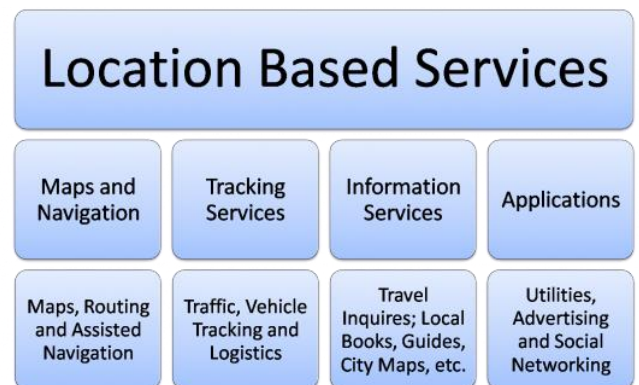 Location Based Services
Maps and
Navigation
Tracking
Services
Information
Services
Applications
Maps, Routing
and Assisted
Navigation
Traffic, Vehicle
Tracking and
Logistics
Travel
Inquires; Local
Books, Guides,
City Maps, etc.
Utilities,
Advertising
and Social
Networking